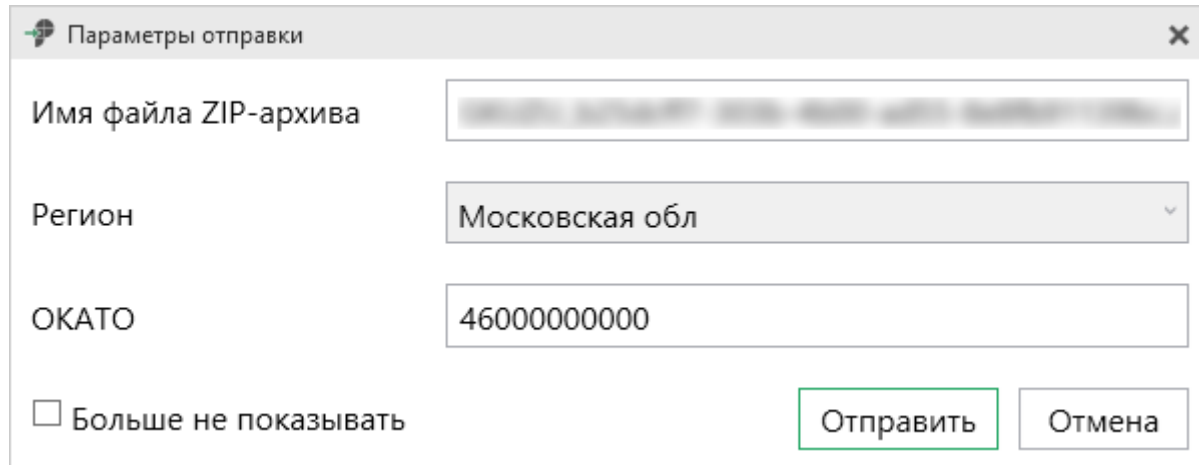 Параметры отправки
Имя файла ZIP-архива
Регион Московская обл
ОКАТО 46000000000
Больше не показывать Отправить Отмена